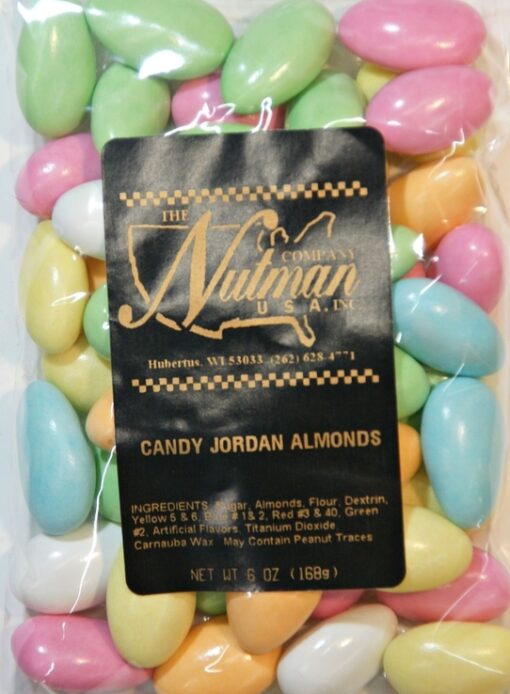 THE
Nutman
COMPANY
U.S.A. INC
Hubertus, WI 53033 (262) 628-4771
CANDY JORDAN ALMONDS
INGREDIENTS Sugar, Almonds, Flour, Dextrin,
Yellow 5 & 6, Blue # 1& 2, Red #3 & 40, Green
#2, Artificial Flavors, Titanium Dioxide,
Carnauba Wax May Contain Peanut Traces
NET WT 6 OZ (168g)